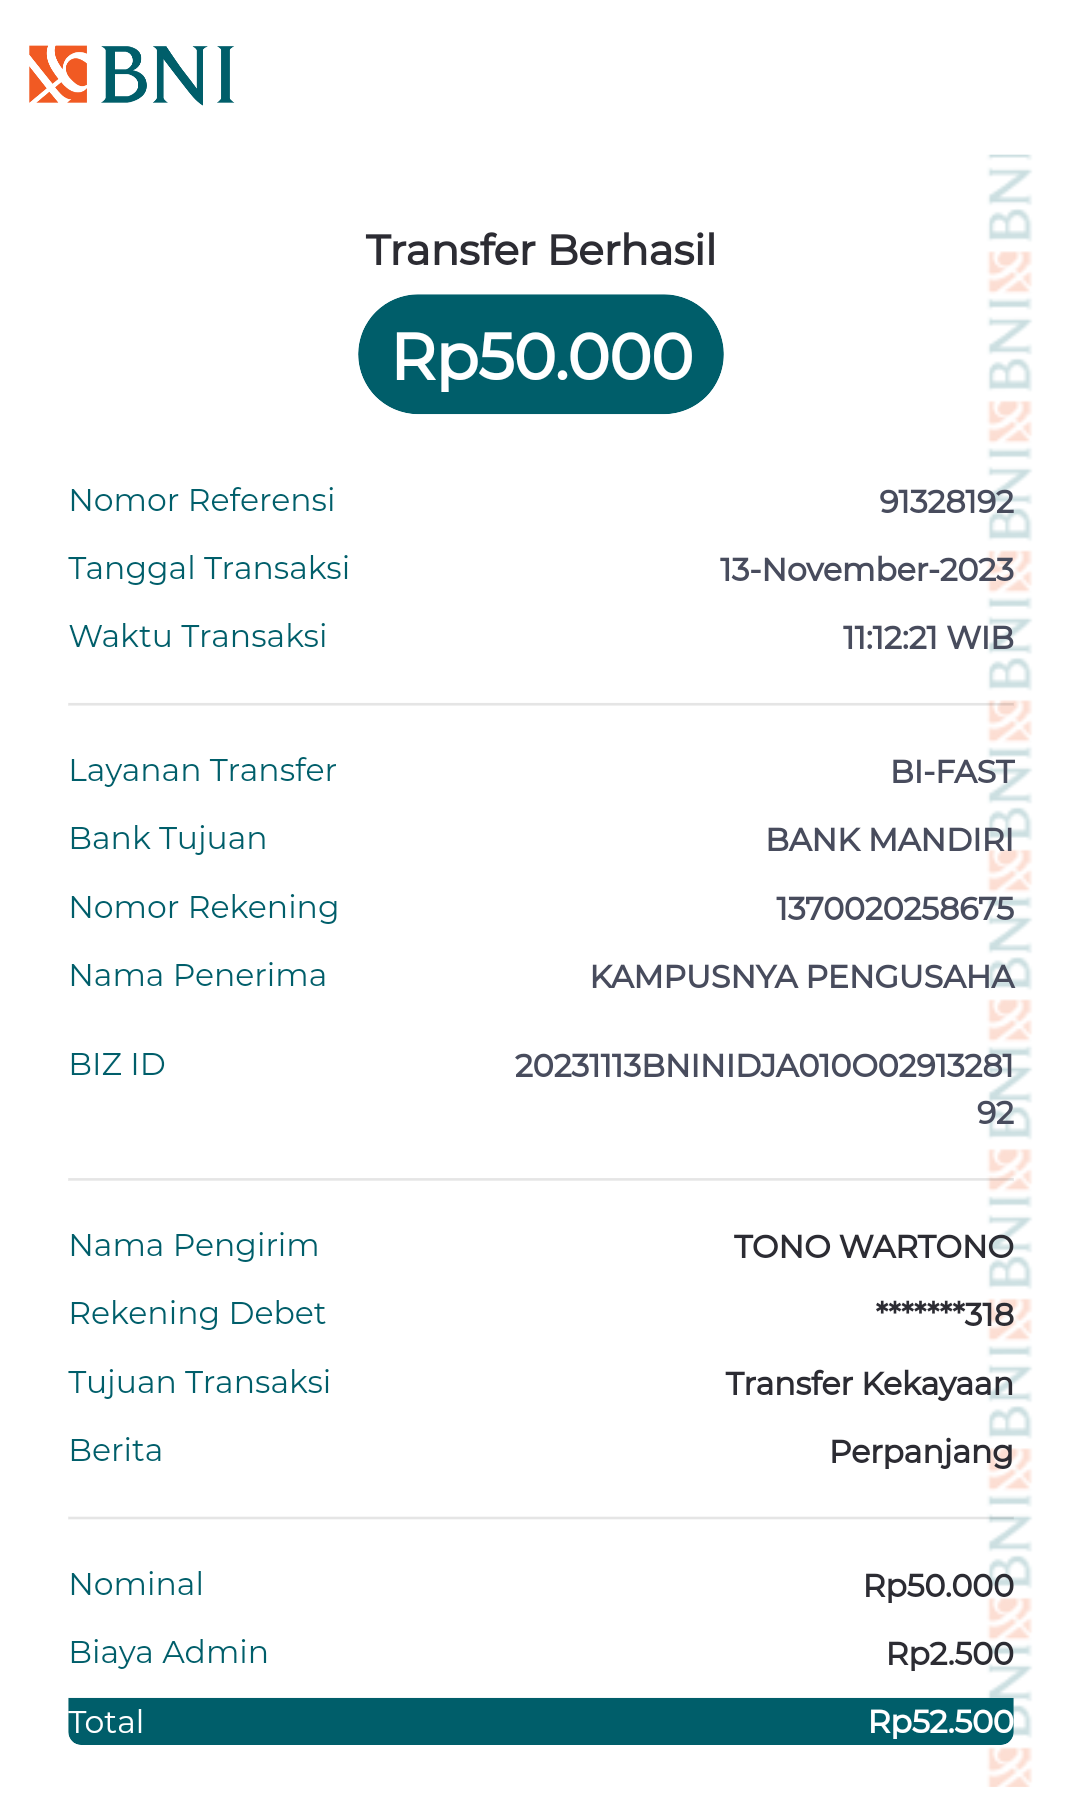 BNI
Transfer Berhasil
Rp50.000
Nomor Referensi 91328192
Tanggal Transaksi 13-November-2023
Waktu Transaksi 11:12:21 WIB
Layanan Transfer BI-FAST
Bank Tujuan BANK MANDIRI
Nomor Rekening 1370020258675
Nama Penerima KAMPUSNYA PENGUSAHA
BIZ ID 20231113BNINIDJA010O02913281
92
Nama Pengirim TONO WARTONO
Rekening Debet *******318
Tujuan Transaksi Transfer Kekayaan
Berita Perpanjang
Nominal Rp50.000
Biaya Admin Rp2.500
Total Rp52.500
BNI BNI BNI BNI BNI BNI BNI BNI BNI BNI BNI